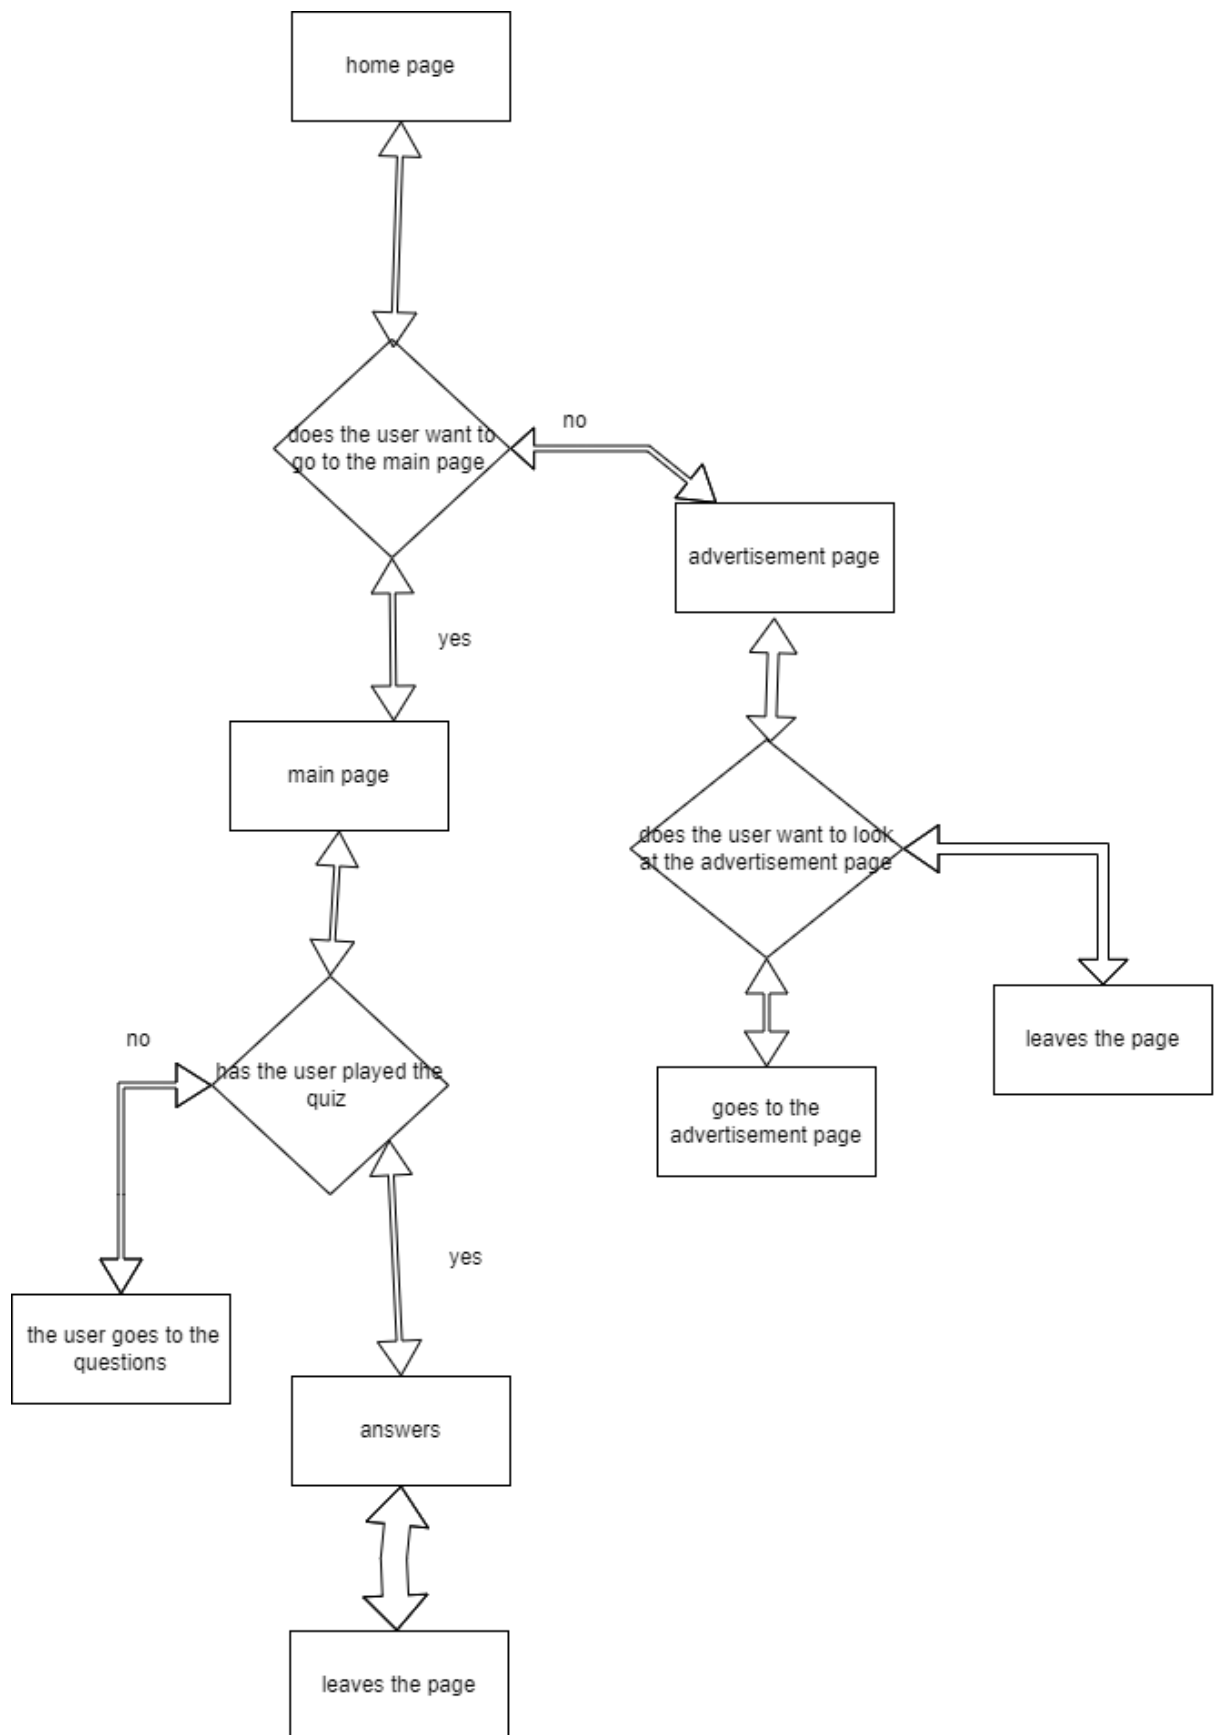 home page
does the user want to
go to the main page
no
advertisement page
yes
main page
does the user want to look
at the advertisement page
no
has the user played the
quiz
leaves the page
goes to the
advertisement page
yes
the user goes to the
questions
answers
leaves the page